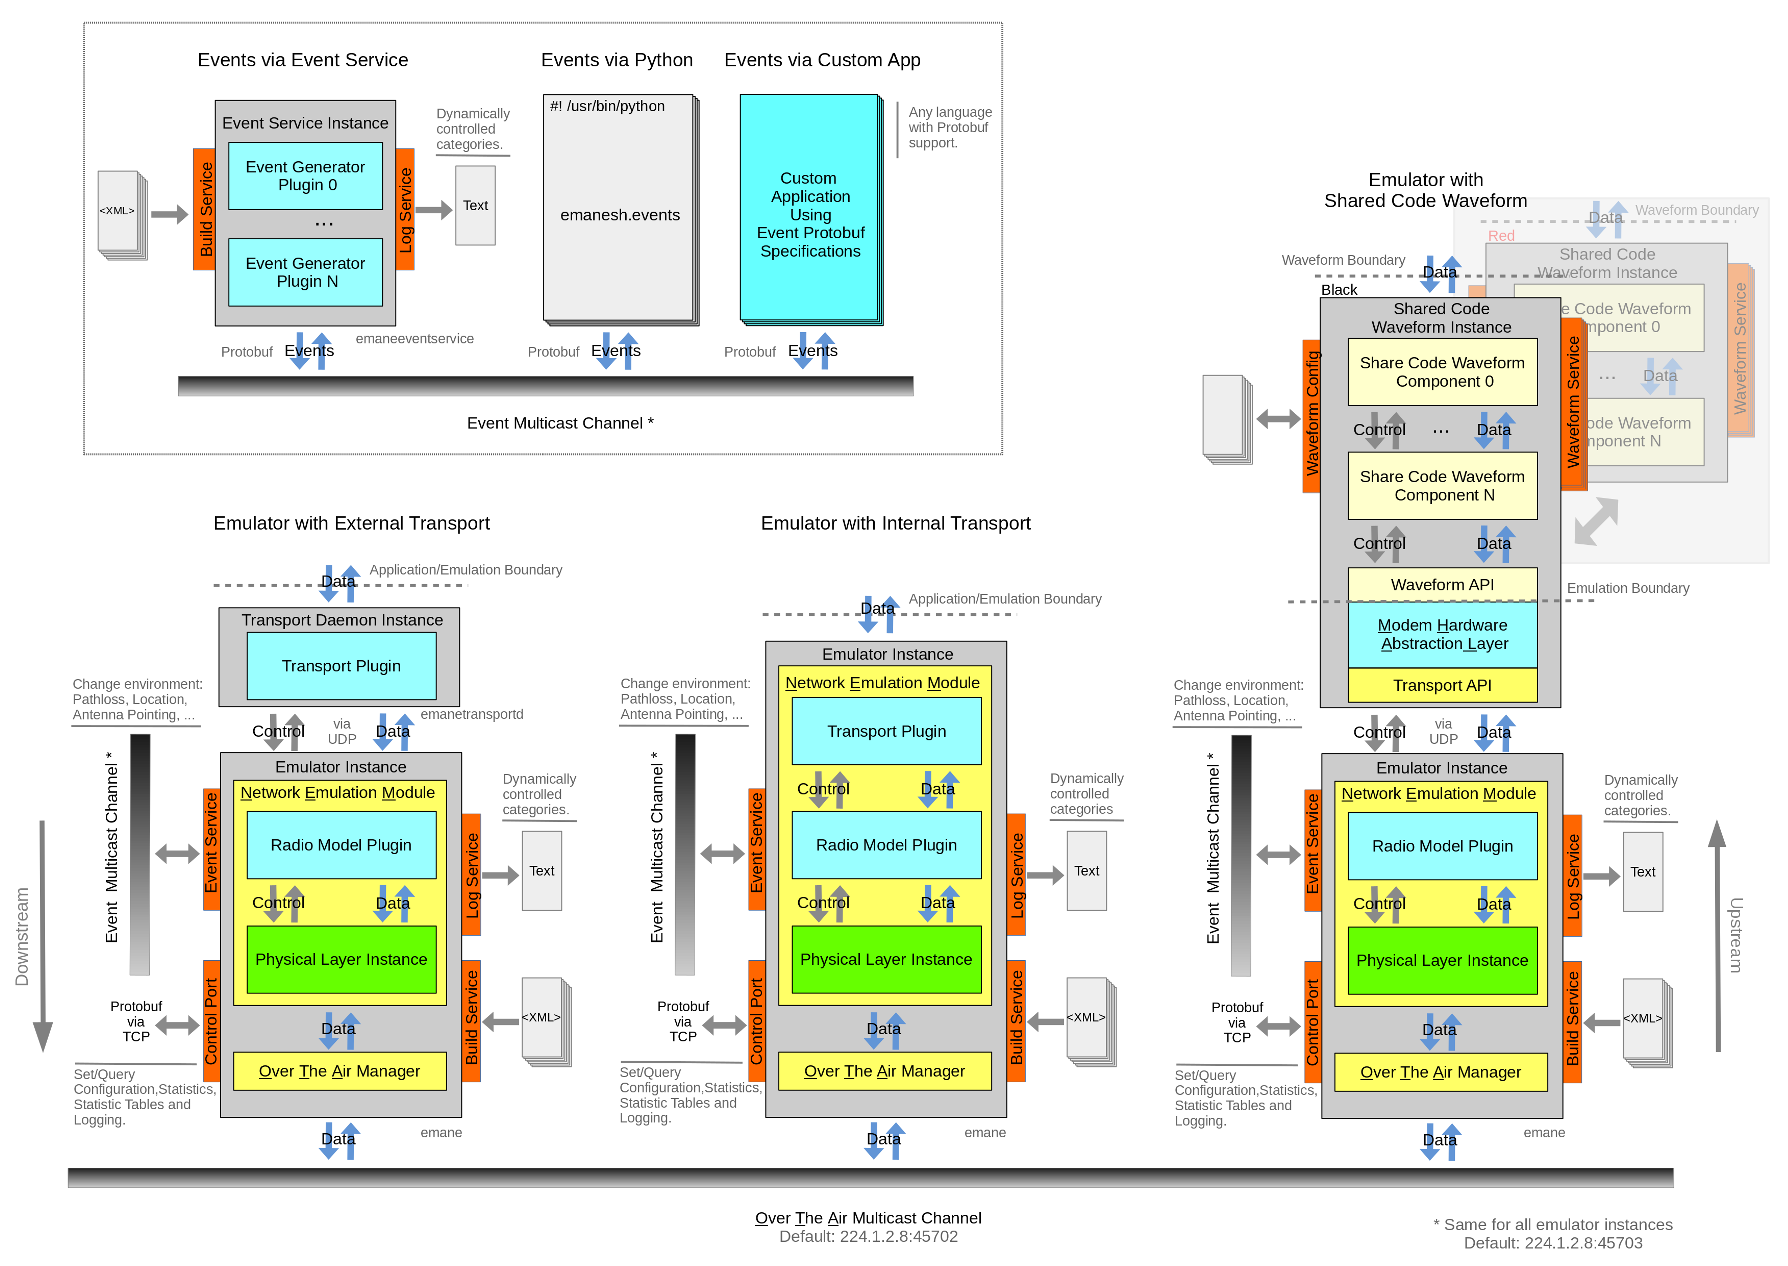 Events via Event Service
Events via Python
Events via Custom App
Event Service Instance
Event Generator
Plugin 0
...
Event Generator
Plugin N
Build Service
Log Service
<XML>
Dynamically
controlled
categories.
Text
#! /usr/bin/python
emanesh.events
Custom
Application
Using
Event Protobuf
Specifications
Any language
with Protobuf
support.
Protobuf
Events
emaneeventservice
Protobuf
Events
Protobuf
Events
Event Multicast Channel *
Emulator with
Shared Code Waveform
Data
Waveform Boundary
Red
Shared Code
Waveform Instance
e Code Waveform
mponent 0
...
Data
Code Waveform
mponent N
Waveform Service
Waveform Boundary
Data
Black
Shared Code
Waveform Instance
Share Code Waveform
Component 0
Control
...
Data
Share Code Waveform
Component N
Waveform Config
Waveform Service
Control
Data
Waveform API
Emulation Boundary
Modem Hardware
Abstraction Layer
Transport API
Change environment:
Pathloss, Location,
Antenna Pointing, ...
Control
via
UDP
Data
Emulator Instance
Network Emulation Module
Radio Model Plugin
Control
Data
Physical Layer Instance
Data
Over The Air Manager
Event Multicast Channel *
Event Service
Control Port
Log Service
Build Service
Dynamically
controlled
categories.
Text
<XML>
Protobuf
via
TCP
Set/Query
Configuration,Statistics,
Statistic Tables and
Logging.
Data
emane
Upstream
Emulator with External Transport
Data
Application/Emulation Boundary
Transport Daemon Instance
Transport Plugin
Change environment:
Pathloss, Location,
Antenna Pointing, ...
Control
via
UDP
Data
emanetransportd
Emulator Instance
Network Emulation Module
Radio Model Plugin
Control
Data
Physical Layer Instance
Data
Over The Air Manager
Downstream
Event Multicast Channel *
Event Service
Control Port
Log Service
Build Service
Dynamically
controlled
categories.
Text
<XML>
Protobuf
via
TCP
Set/Query
Configuration,Statistics,
Statistic Tables and
Logging.
Data
emane
Emulator with Internal Transport
Data
Application/Emulation Boundary
Emulator Instance
Network Emulation Module
Transport Plugin
Control
Data
Radio Model Plugin
Control
Data
Physical Layer Instance
Data
Over The Air Manager
Change environment:
Pathloss, Location,
Antenna Pointing, ...
Event Multicast Channel *
Event Service
Control Port
Log Service
Build Service
Dynamically
controlled
categories
Text
<XML>
Protobuf
via
TCP
Set/Query
Configuration,Statistics,
Statistic Tables and
Logging.
Data
emane
Over The Air Multicast Channel
Default: 224.1.2.8:45702
* Same for all emulator instances
Default: 224.1.2.8:45703